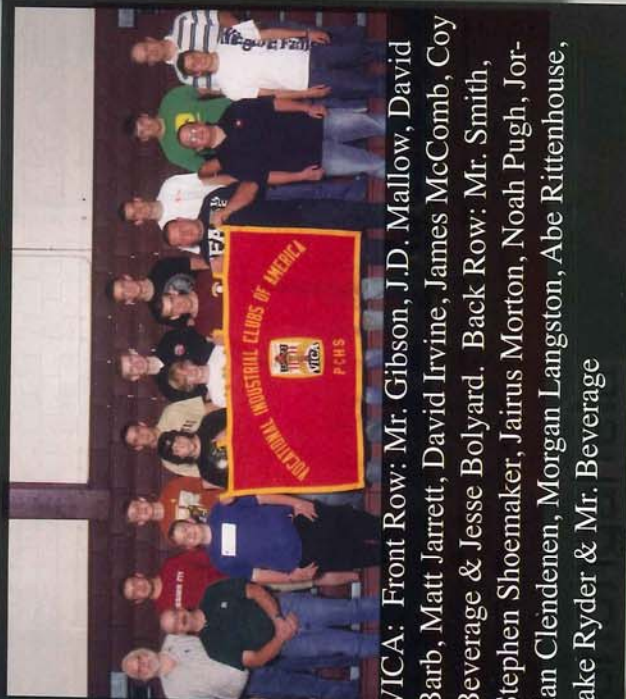 VOCATIONAL INDUSTRIAL CLUBS OF AMERICA
VICA
PCHS
VICA: Front Row: Mr. Gibson, J.D. Mallow, David
Barb, Matt Jarrett, David Irvine, James McComb, Coy
Beverage & Jesse Bolyard. Back Row: Mr. Smith,
Stephen Shoemaker, Jairus Morton, Noah Pugh, Jor-
an Clendenen, Morgan Langston, Abe Rittenhouse,
ake Ryder & Mr. Beverage